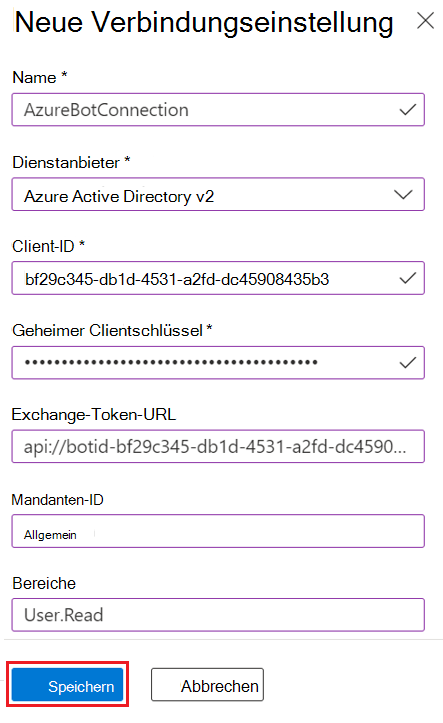 Neue Verbindungseinstellung
Name *
AzureBotConnection
Dienstanbieter *
Azure Active Directory v2
Client-ID *
bf29c345-db1d-4531-a2fd-dc45908435b3
Geheimer Clientschlüssel *
••••••••••••••••••••••••••••••••••••••••
Exchange-Token-URL
api://botid-bf29c345-db1d-4531-a2fd-dc4590...
Mandanten-ID
Allgemein
Bereiche
User.Read
Speichern Abbrechen